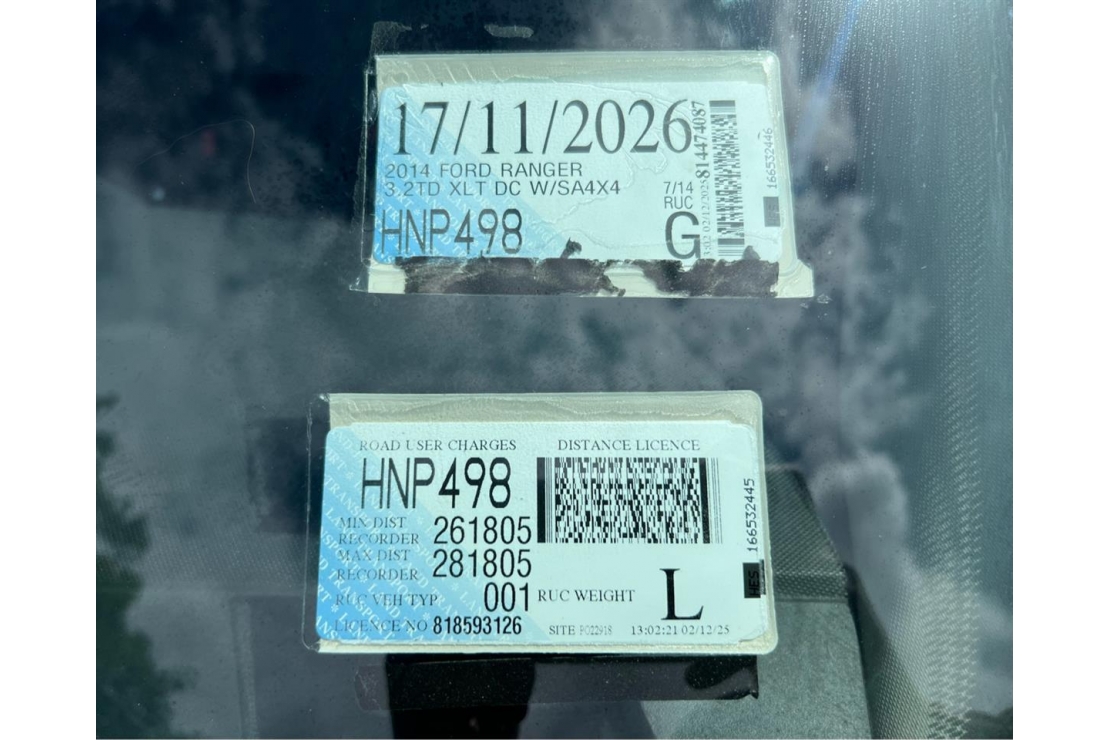 17/11/2026
2014 FORD RANGER
3.2TD XLT DC W/SA4X4
7/14
RUC
HNP498
G
814474087
166532446
ROAD USER CHARGES
DISTANCE LICENCE
HNP498
MIN DIST
RECORDER 261805
MAX DIST
RECORDER 281805
RUC VEH TYP 001
RUC WEIGHT L
LICENCE NO 818593126
SITE
13:02:21 02/12/25
166532445
HES